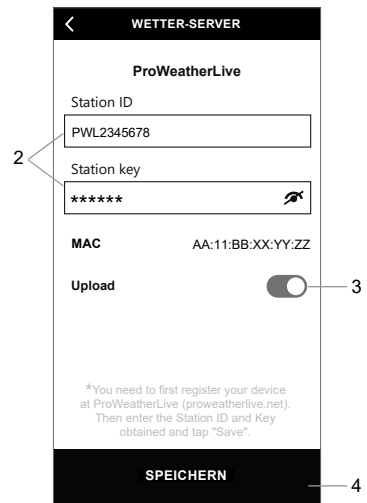 WETTER-SERVER
ProWeatherLive
Station ID
PWL2345678
2
Station key
******
MAC AA:11:BB:XX:YY:ZZ
Upload
3
*You need to first register your device
at ProWeatherLive (proweatherlive.net).
Then enter the Station ID and Key
obtained and tap "Save".
SPEICHERN
4